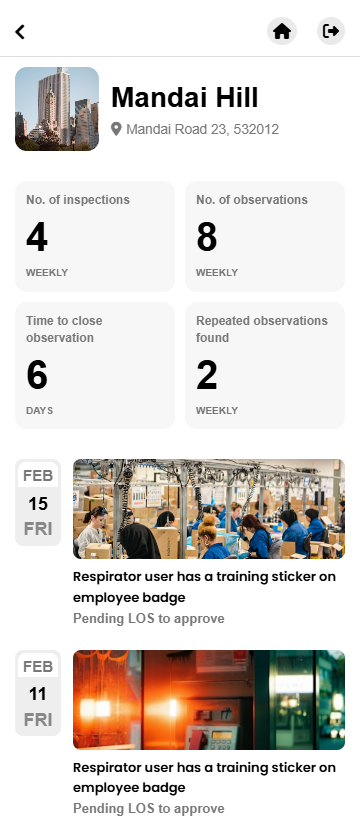 Mandai Hill
Mandai Road 23, 532012
No. of inspections
4
WEEKLY
No. of observations
8
WEEKLY
Time to close
observation
6
DAYS
Repeated observations
found
2
WEEKLY
FEB
15
FRI
Respirator user has a training sticker on
employee badge
Pending LOS to approve
FEB
11
FRI
Respirator user has a training sticker on
employee badge
Pending LOS to approve